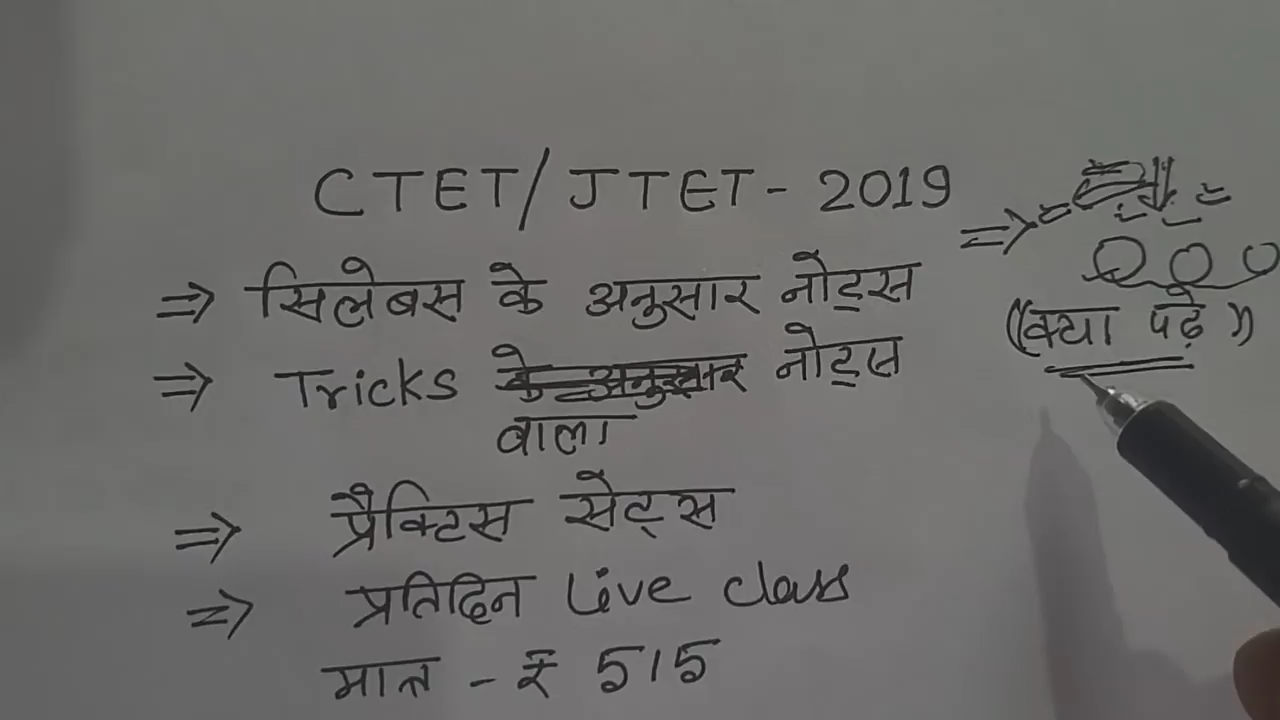 CTET/JTET - 2019
⇒ सिलेबस के अनुसार नोट्स
⇒ Tricks के अनुसार नोट्स
वाला
⇒ प्रैक्टिस सेट्स
⇒ प्रतिदिन Live class
मात्र - ₹ 515
⇒
((क्या पढ़े))